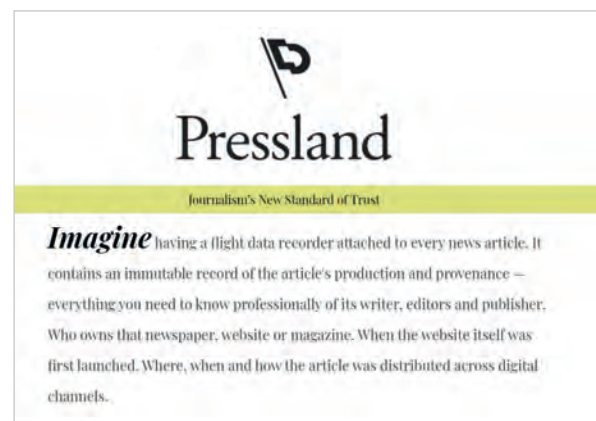 Pressland
Journalism's New Standard of Trust
Imagine having a flight data recorder attached to every news article. It
contains an immutable record of the article's production and provenance —
everything you need to know professionally of its writer, editors and publisher.
Who owns that newspaper, website or magazine. When the website itself was
first launched. Where, when and how the article was distributed across digital
channels.